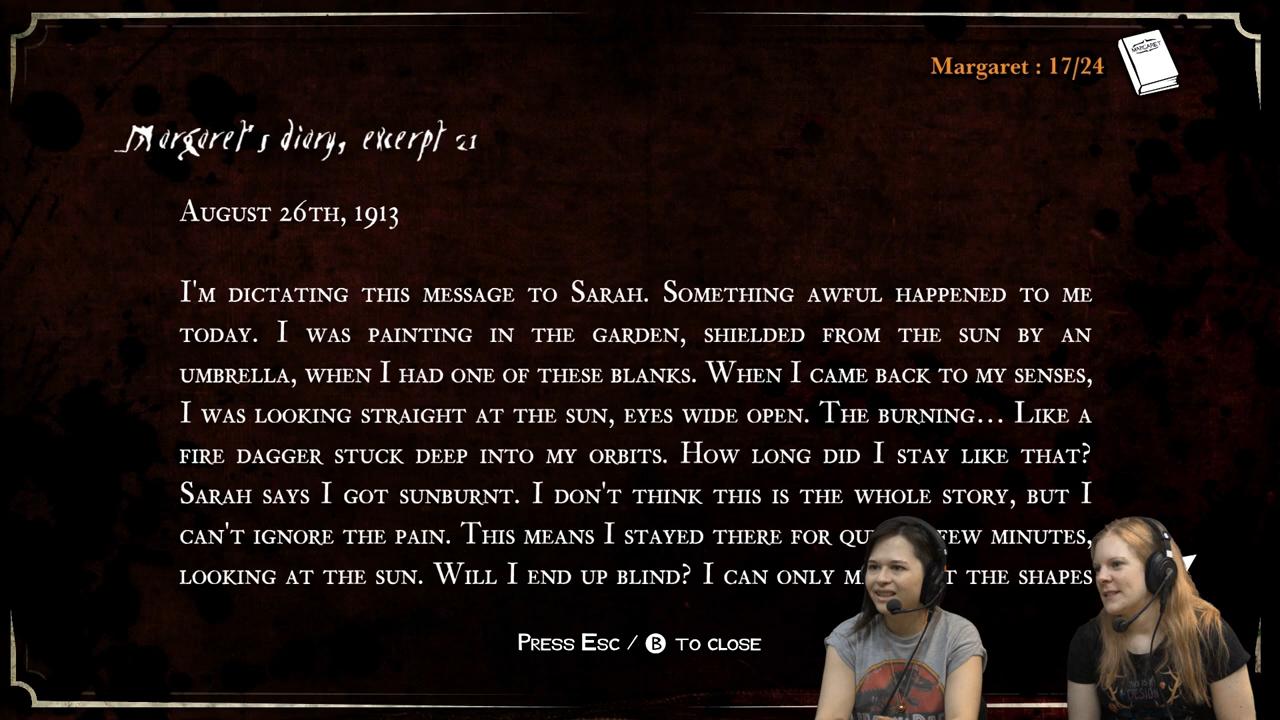 Margaret : 17/24
MARGARET
Margaret's diary, excerpt 21
August 26th, 1913
I'm dictating this message to Sarah. Something awful happened to me
today. I was painting in the garden, shielded from the sun by an
umbrella, when I had one of these blanks. When I came back to my senses,
I was looking straight at the sun, eyes wide open. The burning... Like a
fire dagger stuck deep into my orbits. How long did I stay like that?
Sarah says I got sunburnt. I don't think this is the whole story, but I
can't ignore the pain. This means I stayed there for few minutes,
looking at the sun. Will I end up blind? I can only the shapes
Press Esc / B to close
DESIGN